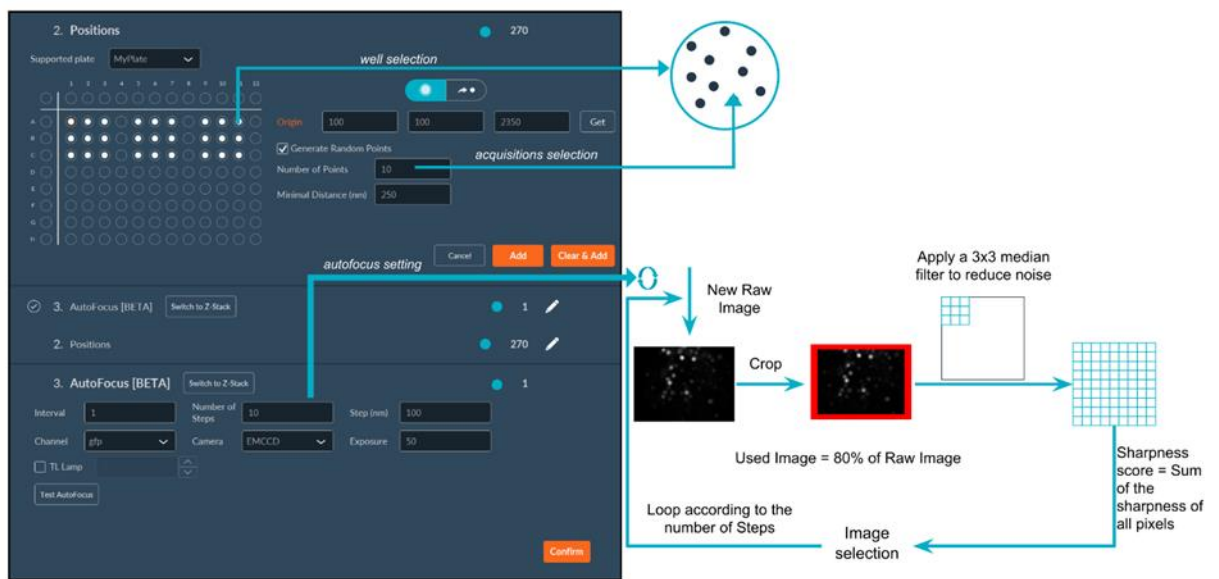 2. Positions
270
Supported plate
MyPlate
well selection
1 2 3 4 5 6 7 8 9 10 11 12
A
B
C
D
E
F
G
H
Origin 100 100 2350 Get
Generate Random Points
acquisitions selection
Number of Points 10
Minimal Distance (nm) 250
Cancel Add Clear & Add
autofocus setting
3. AutoFocus [BETA] Switch to Z-Stack 1
2. Positions 270
3. AutoFocus [BETA] Switch to Z-Stack 1
Interval 1 Number of Steps 10 Step (nm) 100
Channel gfp Camera EMCCD Exposure 50
TL Lamp
Test AutoFocus
Confirm
New Raw
Image
Crop
Apply a 3x3 median
filter to reduce noise
Used Image = 80% of Raw Image
Sharpness
score = Sum
of the
sharpness of
all pixels
Image
selection
Loop according to the
number of Steps